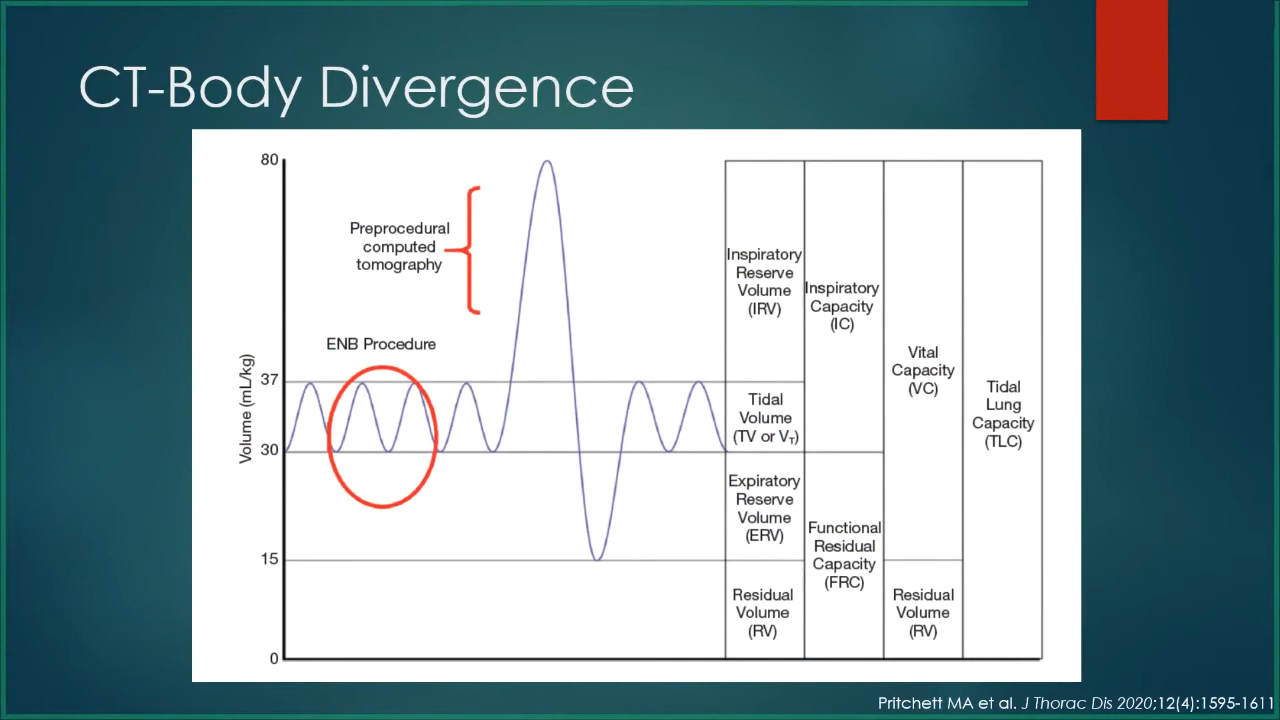 CT-Body Divergence
80
37
30
15
0
Volume (mL/kg)
Preprocedural
computed
tomography
ENB Procedure
Inspiratory
Reserve
Volume
(IRV)
Tidal
Volume
(TV or VT)
Expiratory
Reserve
Volume
(ERV)
Residual
Volume
(RV)
Inspiratory
Capacity
(IC)
Functional
Residual
Capacity
(FRC)
Vital
Capacity
(VC)
Residual
Volume
(RV)
Tidal
Lung
Capacity
(TLC)
Pritchett MA et al. J Thorac Dis 2020;12(4):1595-1611